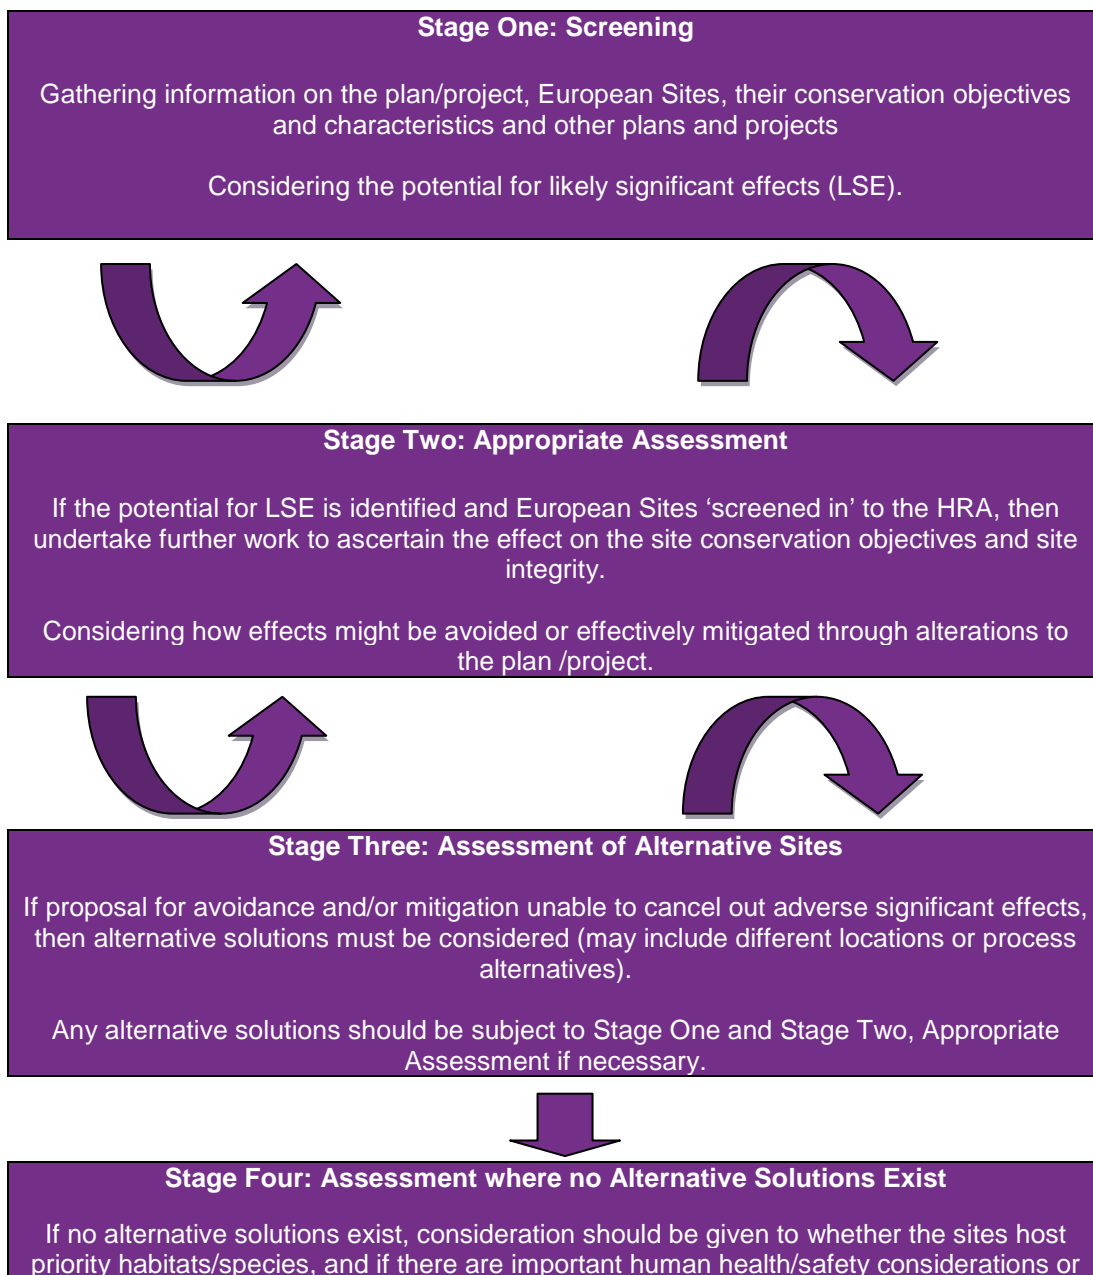 Stage One: Screening
Gathering information on the plan/project, European Sites, their conservation objectives
and characteristics and other plans and projects
Considering the potential for likely significant effects (LSE).
Stage Two: Appropriate Assessment
If the potential for LSE is identified and European Sites ‘screened in’ to the HRA, then
undertake further work to ascertain the effect on the site conservation objectives and site
integrity.
Considering how effects might be avoided or effectively mitigated through alterations to
the plan /project.
Stage Three: Assessment of Alternative Sites
If proposal for avoidance and/or mitigation unable to cancel out adverse significant effects,
then alternative solutions must be considered (may include different locations or process
alternatives).
Any alternative solutions should be subject to Stage One and Stage Two, Appropriate
Assessment if necessary.
Stage Four: Assessment where no Alternative Solutions Exist
If no alternative solutions exist, consideration should be given to whether the sites host
priority habitats/species, and if there are important human health/safety considerations or